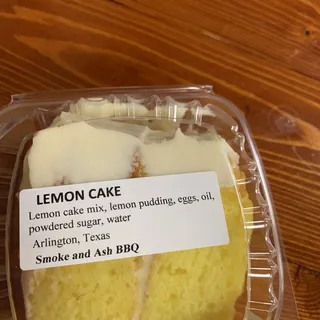 LEMON CAKE
Lemon cake mix, lemon pudding, eggs, oil,
powdered sugar, water
Arlington, Texas
Smoke and Ash BBQ